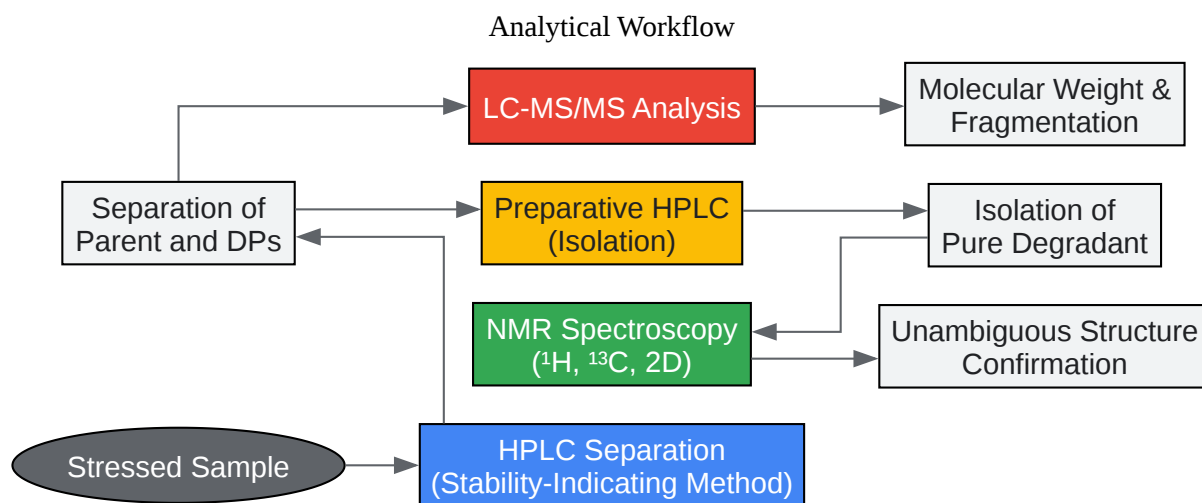 Analytical Workflow
LC-MS/MS Analysis
Molecular Weight &
Fragmentation
Separation of
Parent and DPs
Preparative HPLC
(Isolation)
Isolation of
Pure Degradant
NMR Spectroscopy
(¹H, ¹³C, 2D)
Unambiguous Structure
Confirmation
Stressed Sample
HPLC Separation
(Stability-Indicating Method)